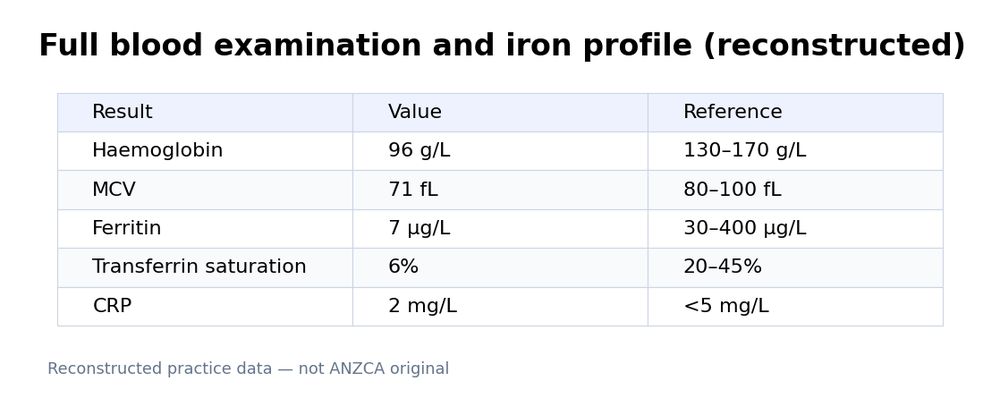 Full blood examination and iron profile (reconstructed)
Result Value Reference
Haemoglobin 96 g/L 130–170 g/L
MCV 71 fL 80–100 fL
Ferritin 7 µg/L 30–400 µg/L
Transferrin saturation 6% 20–45%
CRP 2 mg/L <5 mg/L
Reconstructed practice data — not ANZCA original